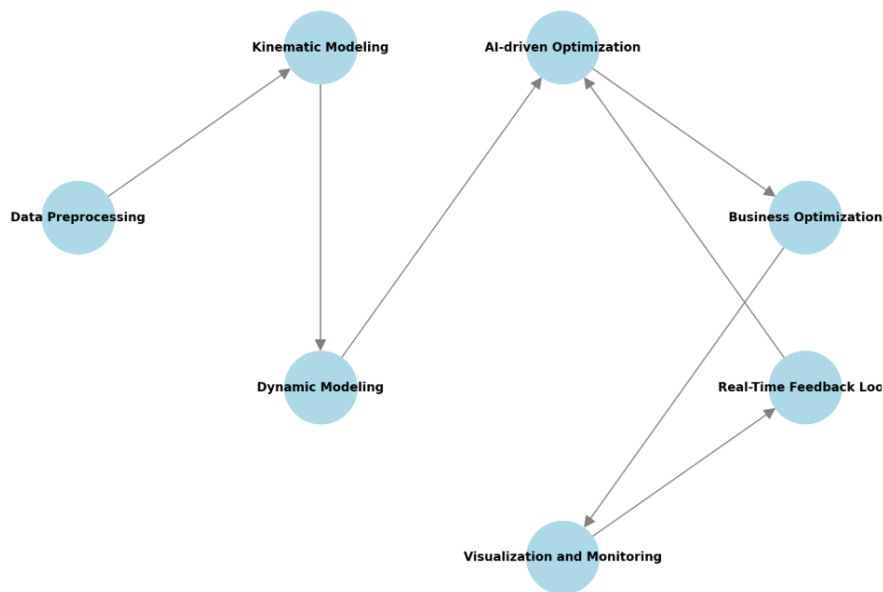 Kinematic Modeling
AI-driven Optimization
Data Preprocessing
Business Optimization
Dynamic Modeling
Real-Time Feedback Loo
Visualization and Monitoring